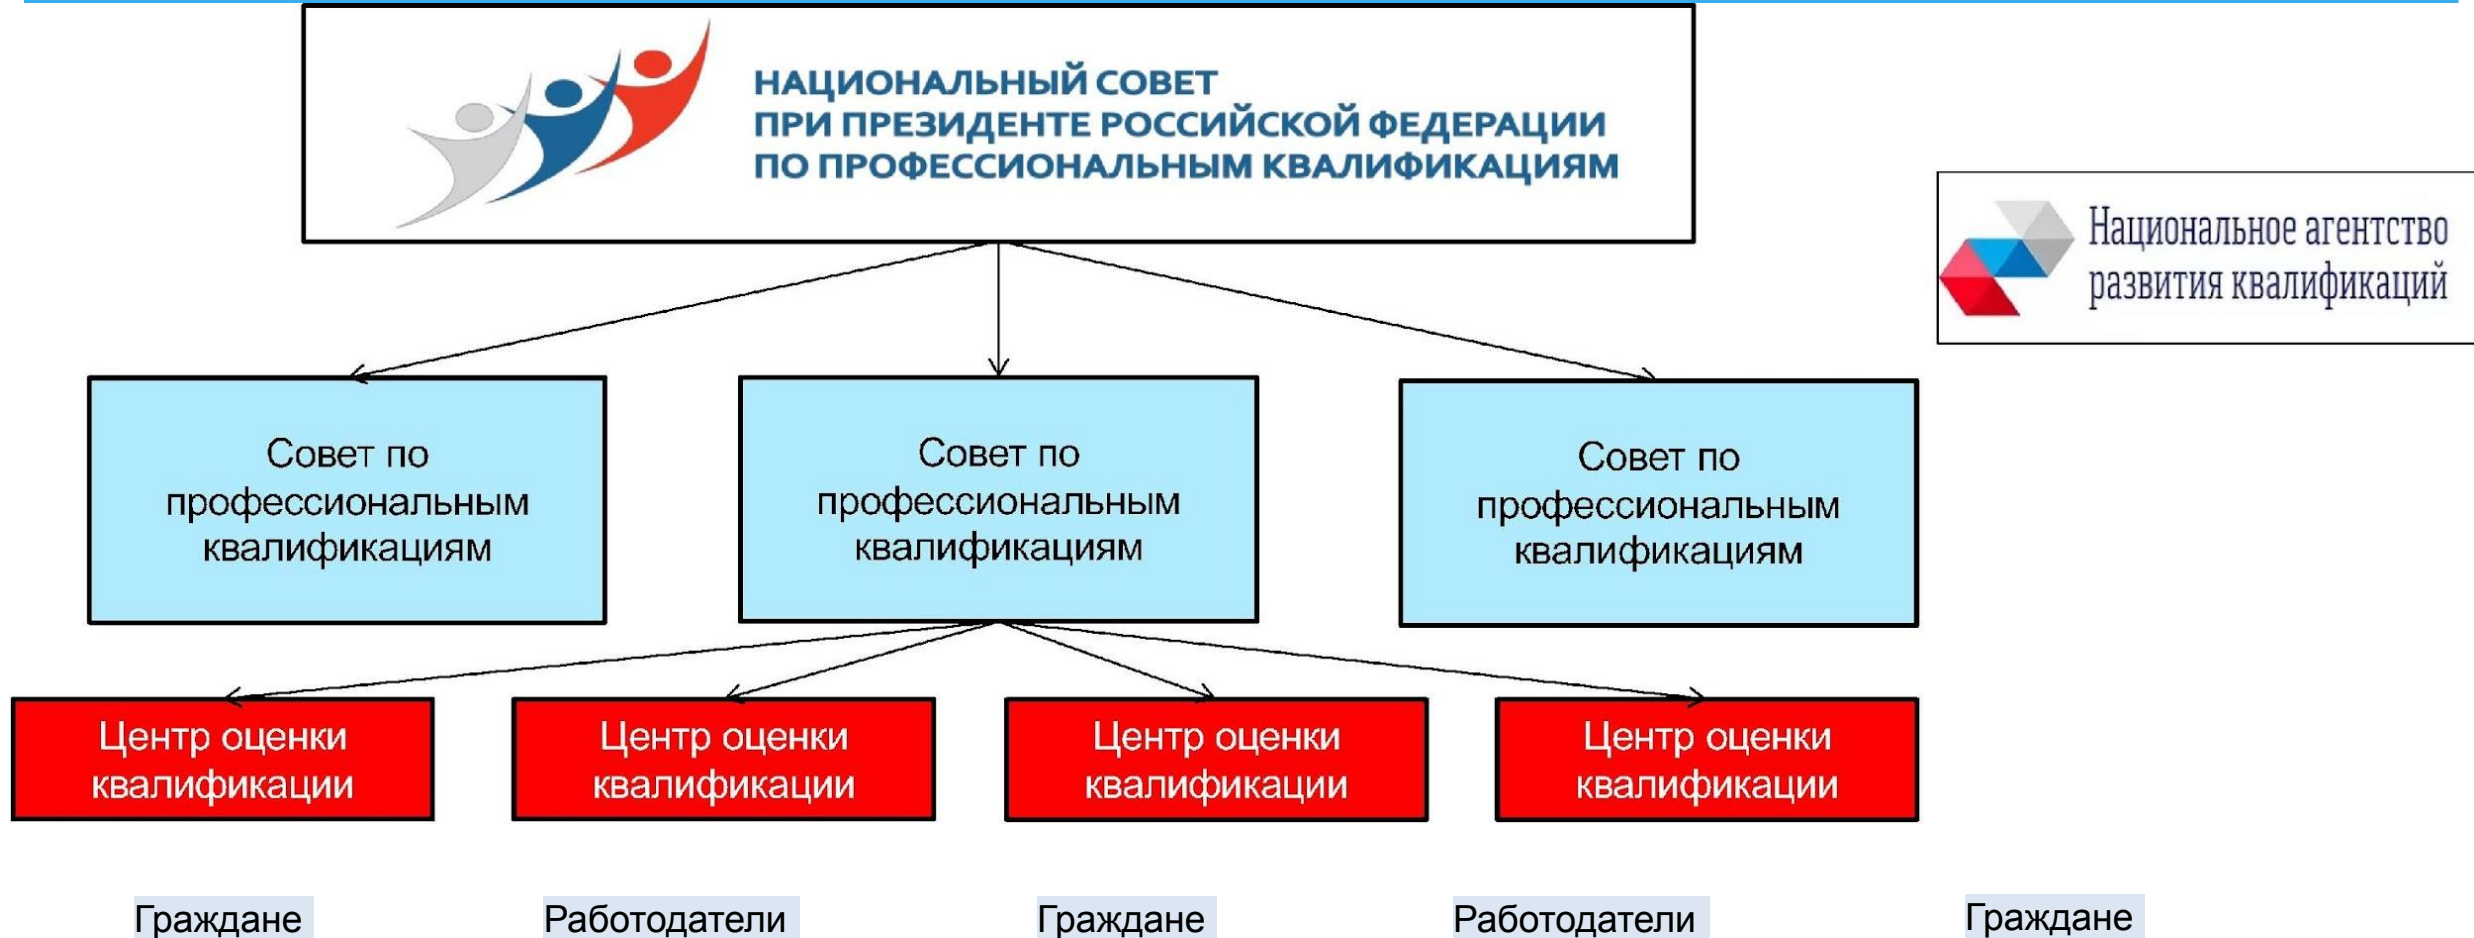 НАЦИОНАЛЬНЫЙ СОВЕТ
ПРИ ПРЕЗИДЕНТЕ РОССИЙСКОЙ ФЕДЕРАЦИИ
ПО ПРОФЕССИОНАЛЬНЫМ КВАЛИФИКАЦИЯМ
Национальное агентство
развития квалификаций
Совет по
профессиональным
квалификациям
Совет по
профессиональным
квалификациям
Совет по
профессиональным
квалификациям
Центр оценки
квалификации
Центр оценки
квалификации
Центр оценки
квалификации
Центр оценки
квалификации
Граждане
Работодатели
Граждане
Работодатели
Граждане